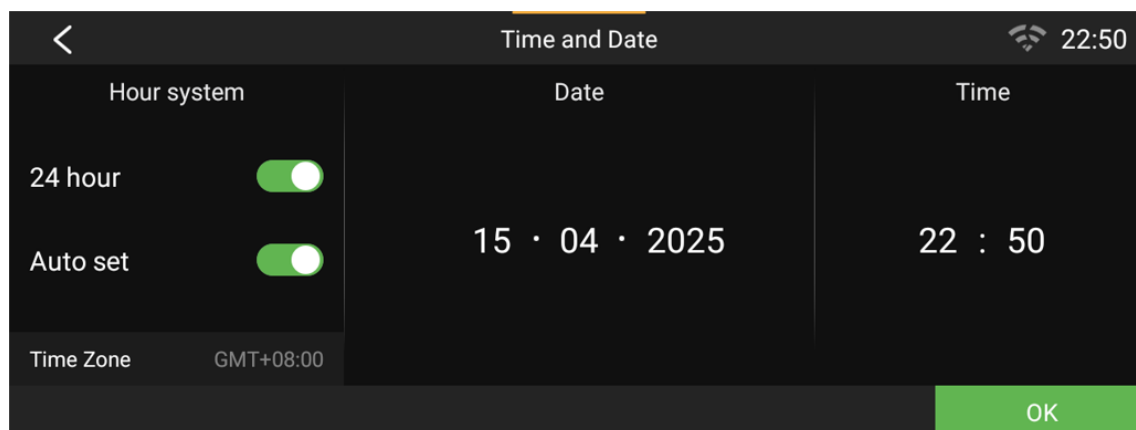 Time and Date
22:50
Hour system
Date
Time
24 hour
Auto set
15 · 04 · 2025
22 : 50
Time Zone GMT+08:00
OK